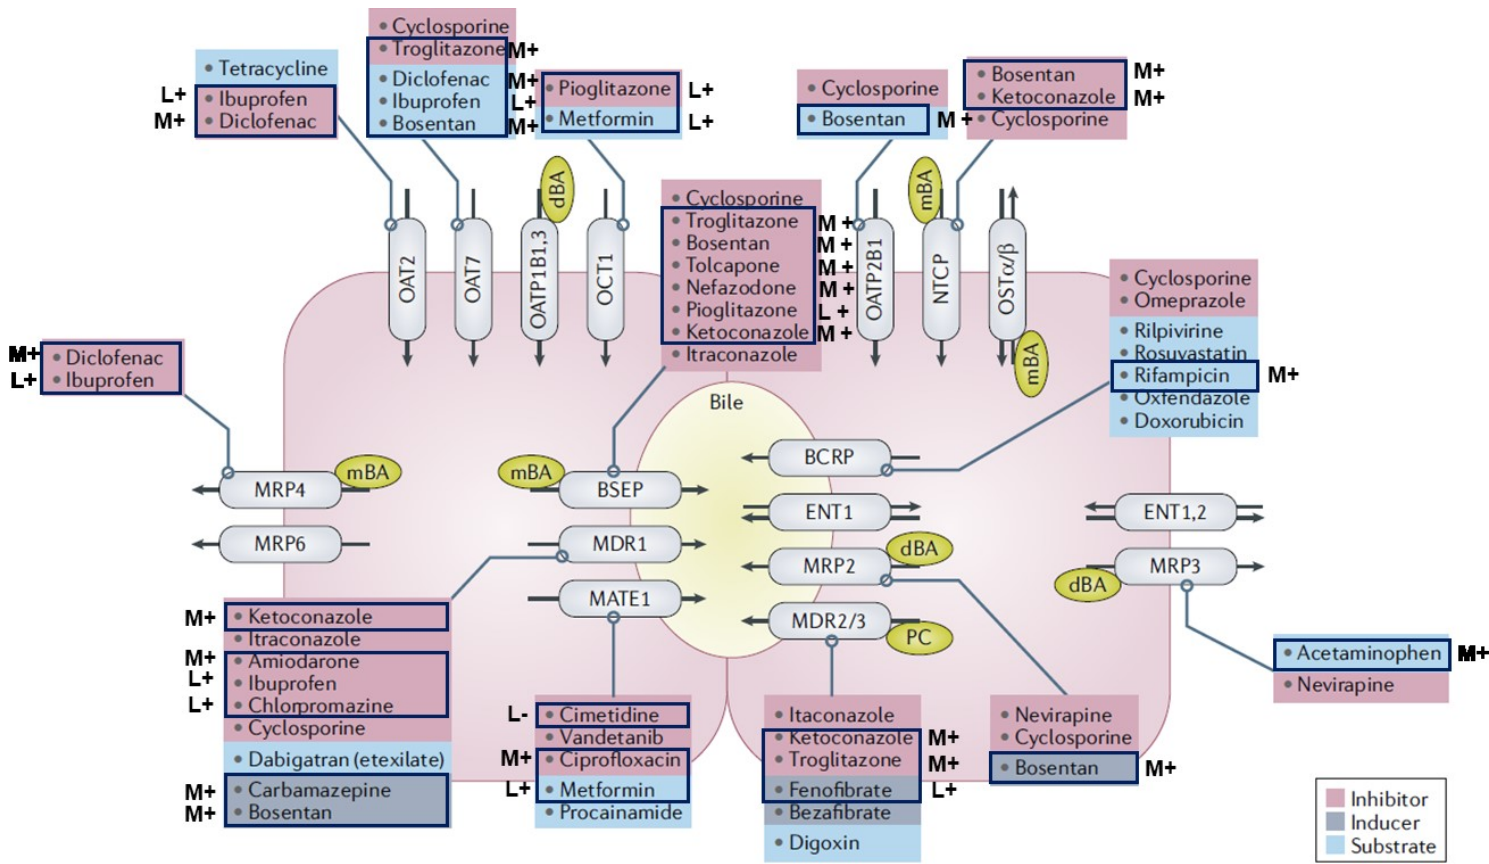 Tetracycline
L+ Ibuprofen
M+ Diclofenac
Cyclosporine
Troglitazone M+
Diclofenac M+
Ibuprofen L+
Bosentan M+
Pioglitazone L+
Metformin L+
Cyclosporine
Bosentan M+
Bosentan M+
Ketoconazole M+
Cyclosporine
OAT2
OAT7
OATP1B1,3
dBA
OCT1
Cyclosporine
Troglitazone M+
Bosentan M+
Tolcapone M+
Nefazodone M+
Pioglitazone L+
Ketoconazole M+
Itraconazole
OATP2B1
mBA
NTCP
OSTα/β
mBA
Cyclosporine
Omeprazole
Rilpivirine
Rosuvastatin
Rifampicin M+
Oxfendazole
Doxorubicin
M+ Diclofenac
L+ Ibuprofen
Bile
MRP4
mBA
MRP6
mBA
BSEP
MDR1
MATE1
BCRP
ENT1
MRP2
dBA
MDR2/3
PC
ENT1,2
MRP3
dBA
M+ Ketoconazole
Itraconazole
M+ Amiodarone
L+ Ibuprofen
L+ Chlorpromazine
Cyclosporine
Dabigatran (etexilate)
M+ Carbamazepine
M+ Bosentan
L- Cimetidine
Vandetanib
M+ Ciprofloxacin
L+ Metformin
Procainamide
Itaconazole
Ketoconazole M+
Troglitazone M+
Fenofibrate L+
Bezafibrate
Digoxin
Nevirapine
Cyclosporine
Bosentan M+
Acetaminophen M+
Nevirapine
Inhibitor
Inducer
Substrate